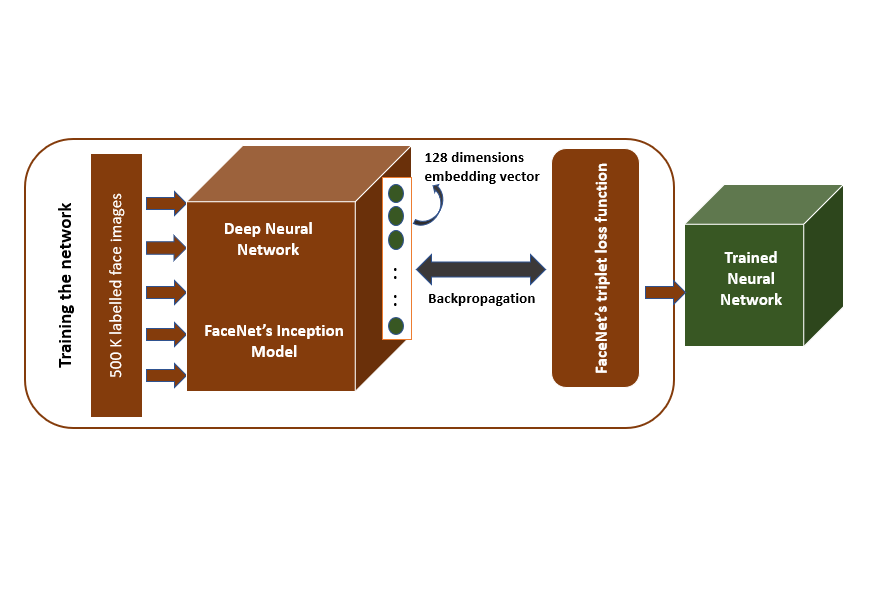 Training the network
500 K labelled face images
Deep Neural
Network
FaceNet's Inception
Model
:
:
128 dimensions
embedding vector
Backpropagation
FaceNet's triplet loss function
Trained
Neural
Network